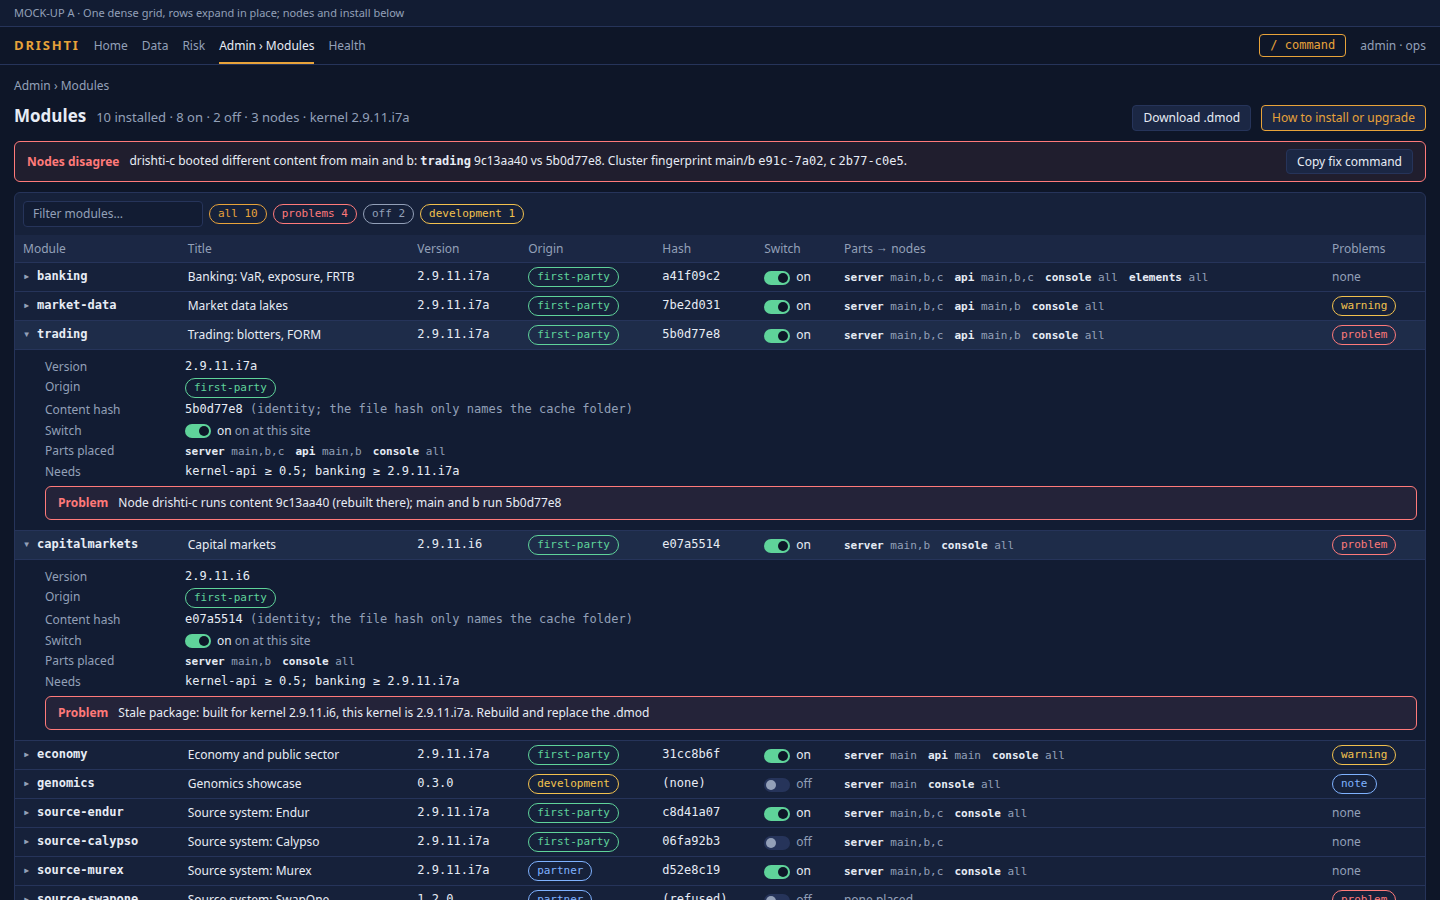 MOCK-UP A · One dense grid, rows expand in place; nodes and install below
DRISHTI Home Data Risk Admin › Modules Health / command admin · ops
Admin › Modules
Modules 10 installed · 8 on · 2 off · 3 nodes · kernel 2.9.11.i7a Download .dmod How to install or upgrade
Nodes disagree drishti-c booted different content from main and b: trading 9c13aa40 vs 5b0d77e8. Cluster fingerprint main/b e91c-7a02, c 2b77-c0e5. Copy fix command
Filter modules... all 10 problems 4 off 2 development 1
Module Title Version Origin Hash Switch Parts → nodes Problems
▸ banking Banking: VaR, exposure, FRTB 2.9.11.i7a first-party a41f09c2 on server main,b,c api main,b,c console all elements all none
▸ market-data Market data lakes 2.9.11.i7a first-party 7be2d031 on server main,b,c api main,b console all warning
▾ trading Trading: blotters, FORM 2.9.11.i7a first-party 5b0d77e8 on server main,b,c api main,b console all problem
Version 2.9.11.i7a
Origin first-party
Content hash 5b0d77e8 (identity; the file hash only names the cache folder)
Switch on on at this site
Parts placed server main,b,c api main,b console all
Needs kernel-api ≥ 0.5; banking ≥ 2.9.11.i7a
Problem Node drishti-c runs content 9c13aa40 (rebuilt there); main and b run 5b0d77e8
▾ capitalmarkets Capital markets 2.9.11.i6 first-party e07a5514 on server main,b console all problem
Version 2.9.11.i6
Origin first-party
Content hash e07a5514 (identity; the file hash only names the cache folder)
Switch on on at this site
Parts placed server main,b console all
Needs kernel-api ≥ 0.5; banking ≥ 2.9.11.i7a
Problem Stale package: built for kernel 2.9.11.i6, this kernel is 2.9.11.i7a. Rebuild and replace the .dmod
▸ economy Economy and public sector 2.9.11.i7a first-party 31cc8b6f on server main api main console all warning
▸ genomics Genomics showcase 0.3.0 development (none) off server main console all note
▸ source-endur Source system: Endur 2.9.11.i7a first-party c8d41a07 on server main,b,c console all none
▸ source-calypso Source system: Calypso 2.9.11.i7a first-party 06fa92b3 off server main,b,c none
▸ source-murex Source system: Murex 2.9.11.i7a partner d52e8c19 on server main,b,c console all none
▸ source-swapone Source system: SwapOne 1.2.0 partner (refused) off none placed problem